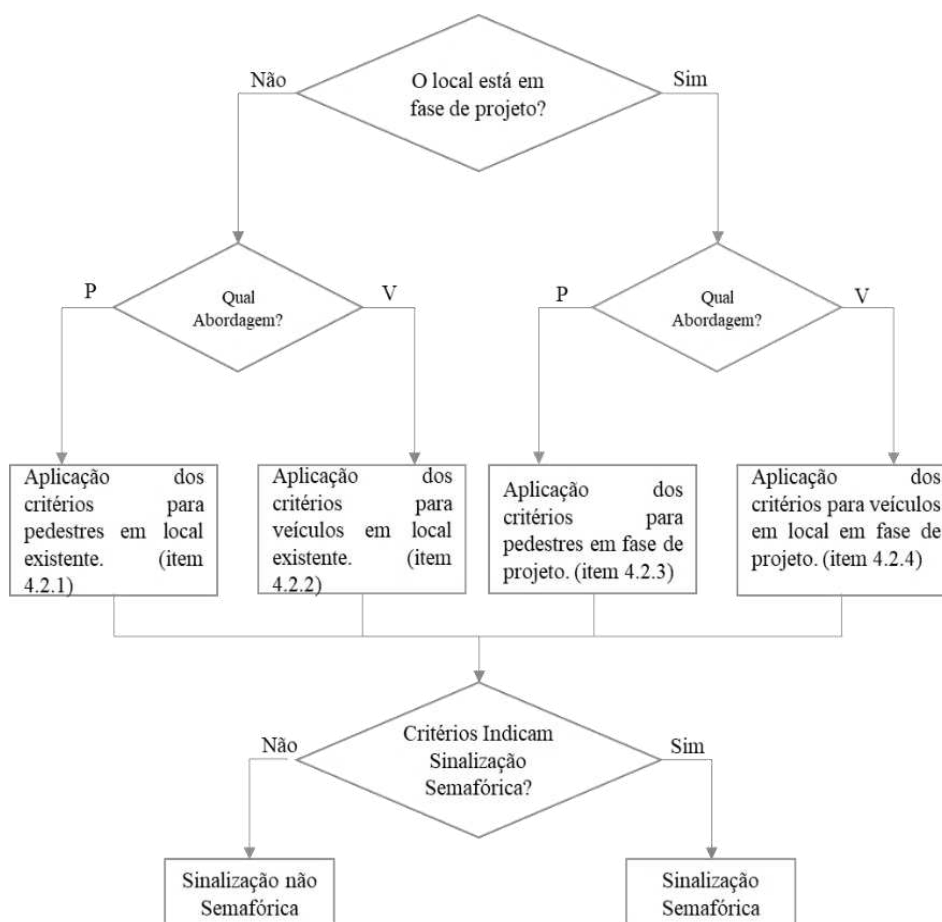 O local está em
fase de projeto?
Não
Sim
Qual
Abordagem?
P
V
Qual
Abordagem?
P
V
Aplicação dos
critérios para
pedestres em local
existente. (item
4.2.1)
Aplicação dos
critérios para
veículos em local
existente. (item
4.2.2)
Aplicação dos
critérios para
pedestres em fase de
projeto. (item 4.2.3)
Aplicação dos
critérios para veículos
em local em fase de
projeto. (item 4.2.4)
Critérios Indicam
Sinalização
Semafórica?
Não
Sim
Sinalização não
Semafórica
Sinalização
Semafórica